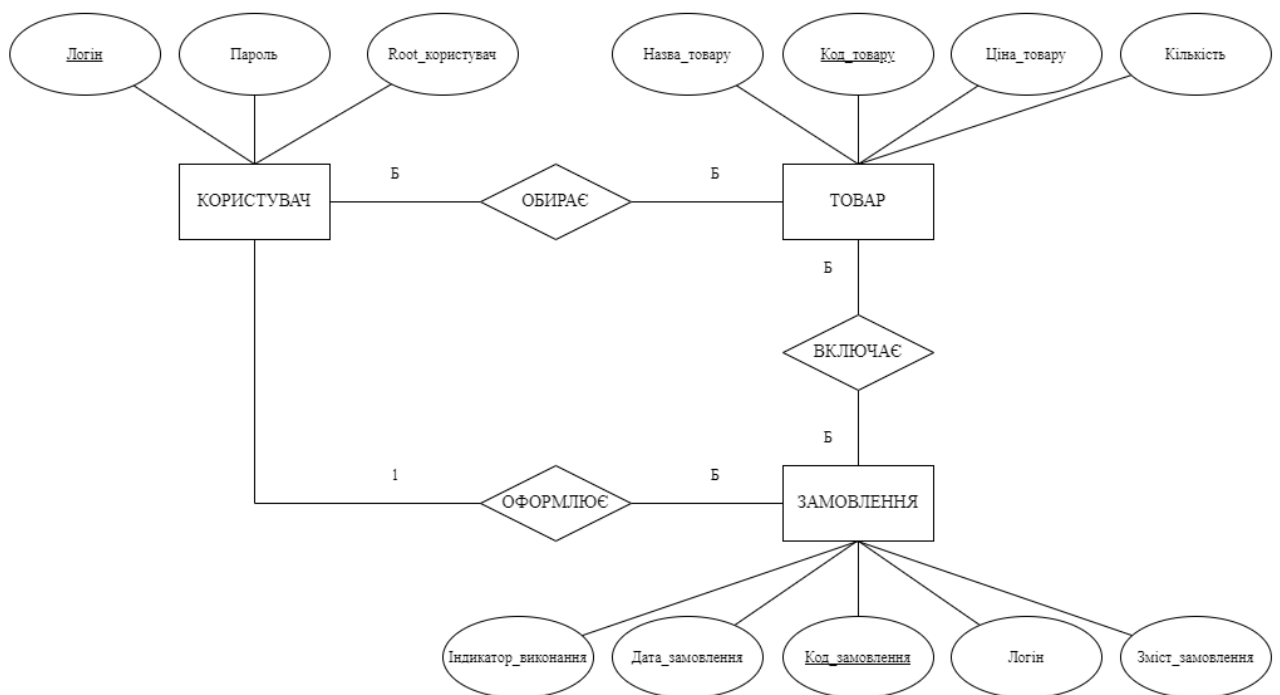 Логін
Пароль
Root_користувач
Назва_товару
Код_товару
Ціна_товару
Кількість
КОРИСТУВАЧ
Б
ОБИРАЄ
Б
ТОВАР
Б
ВКЛЮЧАЄ
Б
1
ОФОРМЛЮЄ
Б
ЗАМОВЛЕННЯ
Індикатор_виконання
Дата_замовлення
Код_замовлення
Логін
Зміст_замовлення